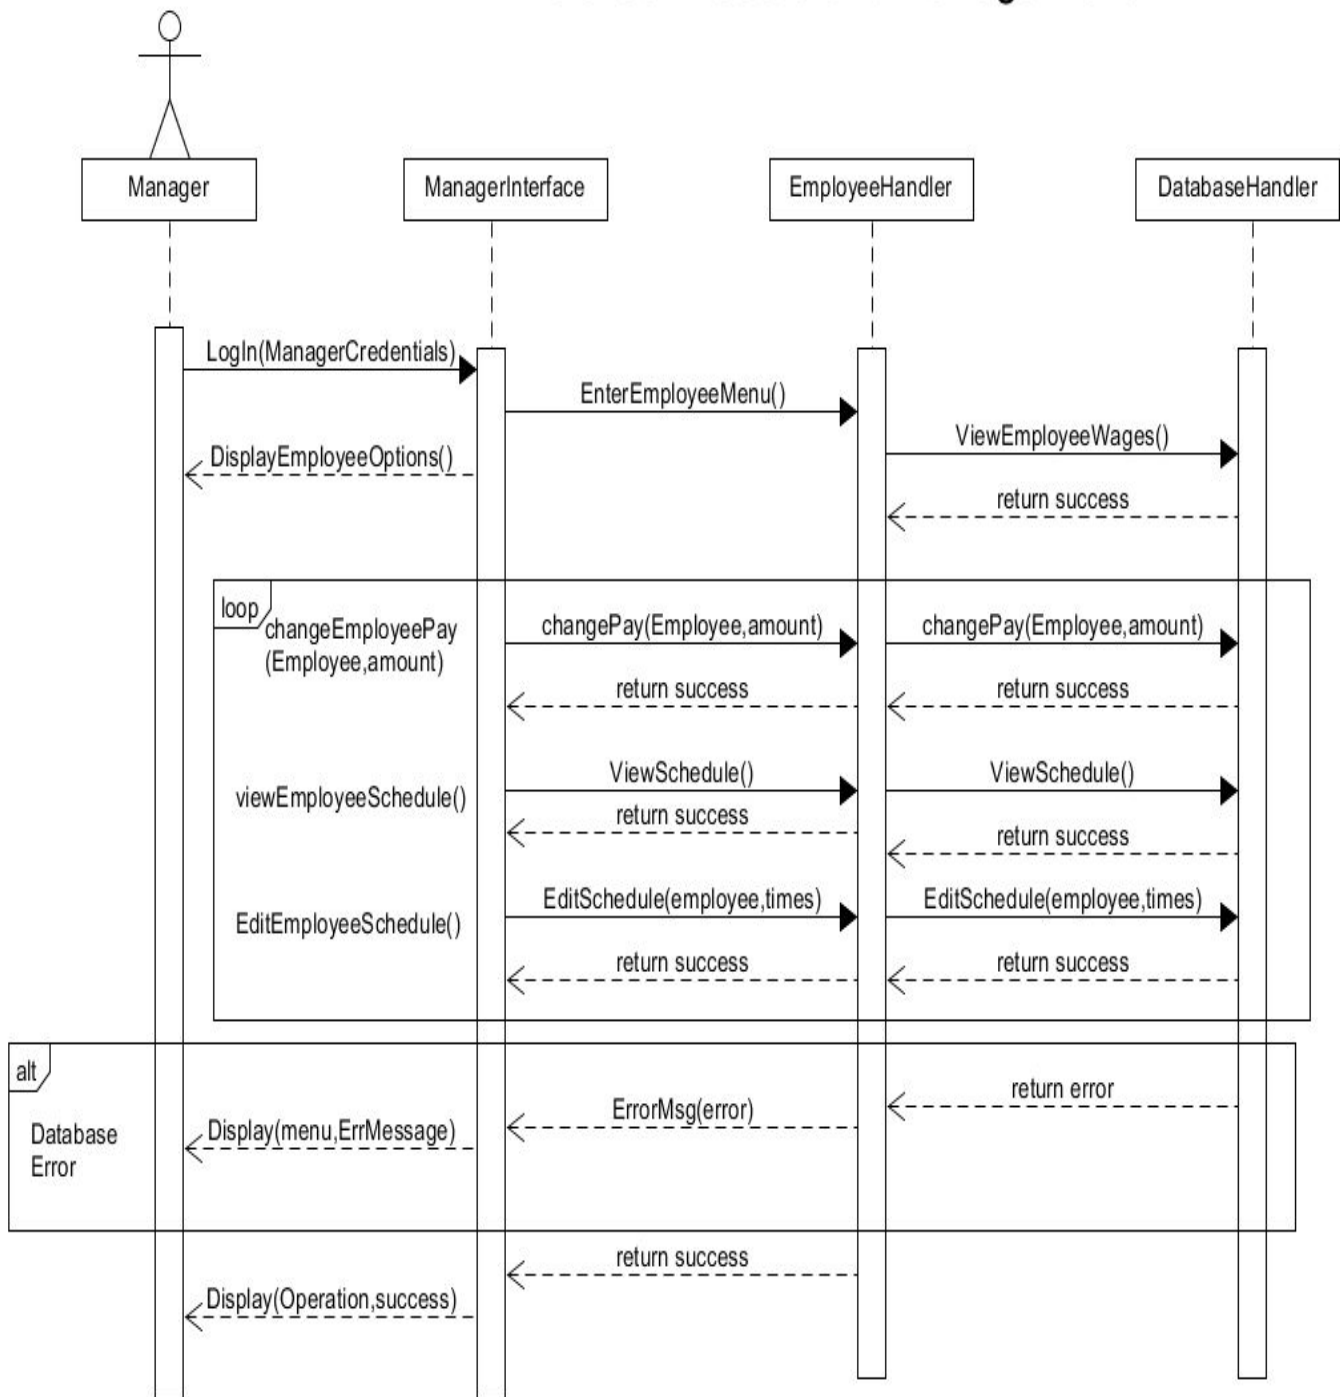 Manager
ManagerInterface
EmployeeHandler
DatabaseHandler
LogIn(ManagerCredentials)
EnterEmployeeMenu()
ViewEmployeeWages()
DisplayEmployeeOptions()
return success
loop
changeEmployeePay
(Employee,amount)
changePay(Employee,amount)
changePay(Employee,amount)
return success
return success
viewEmployeeSchedule()
ViewSchedule()
ViewSchedule()
return success
return success
EditEmployeeSchedule()
EditSchedule(employee,times)
EditSchedule(employee,times)
return success
return success
alt
Database
Error
return error
ErrorMsg(error)
Display(menu,ErrMessage)
return success
Display(Operation,success)